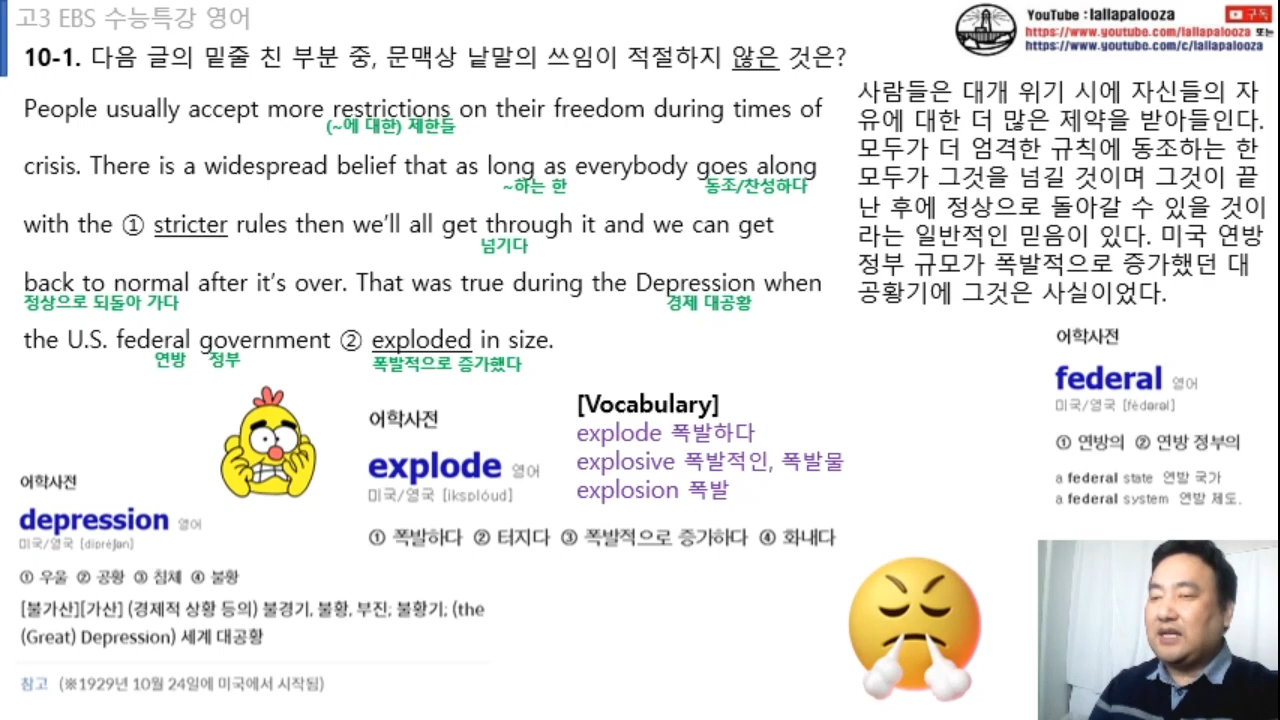 고3 EBS 수능특강 영어
YouTube : lallapalooza
구독
https://www.youtube.com/lallapalooza 또는
https://www.youtube.com/c/lallapalooza
10-1. 다음 글의 밑줄 친 부분 중, 문맥상 낱말의 쓰임이 적절하지 않은 것은?
People usually accept more restrictions on their freedom during times of
(~에 대한) 제한들
crisis. There is a widespread belief that as long as everybody goes along
~하는 한 동조/찬성하다
with the ① stricter rules then we’ll all get through it and we can get
넘기다
back to normal after it’s over. That was true during the Depression when
정상으로 되돌아 가다 경제 대공황
the U.S. federal government ② exploded in size.
연방 정부 폭발적으로 증가했다
사람들은 대개 위기 시에 자신들의 자
유에 대한 더 많은 제약을 받아들인다.
모두가 더 엄격한 규칙에 동조하는 한
모두가 그것을 넘길 것이며 그것이 끝
난 후에 정상으로 돌아갈 수 있을 것이
라는 일반적인 믿음이 있다. 미국 연방
정부 규모가 폭발적으로 증가했던 대
공황기에 그것은 사실이었다.
어학사전
federal 영어
미국/영국 [fédərəl]
① 연방의 ② 연방 정부의
a federal state 연방 국가
a federal system 연방 제도.
[Vocabulary]
explode 폭발하다
explosive 폭발적인, 폭발물
explosion 폭발
어학사전
explode 영어
미국/영국 [iksplóud]
① 폭발하다 ② 터지다 ③ 폭발적으로 증가하다 ④ 화내다
어학사전
depression 영어
미국/영국 [dipréʃən]
① 우울 ② 공황 ③ 침체 ④ 불황
[불가산][가산] (경제적 상황 등의) 불경기, 불황, 부진; 불황기; (the
(Great) Depression) 세계 대공황
참고 (※1929년 10월 24일에 미국에서 시작됨)